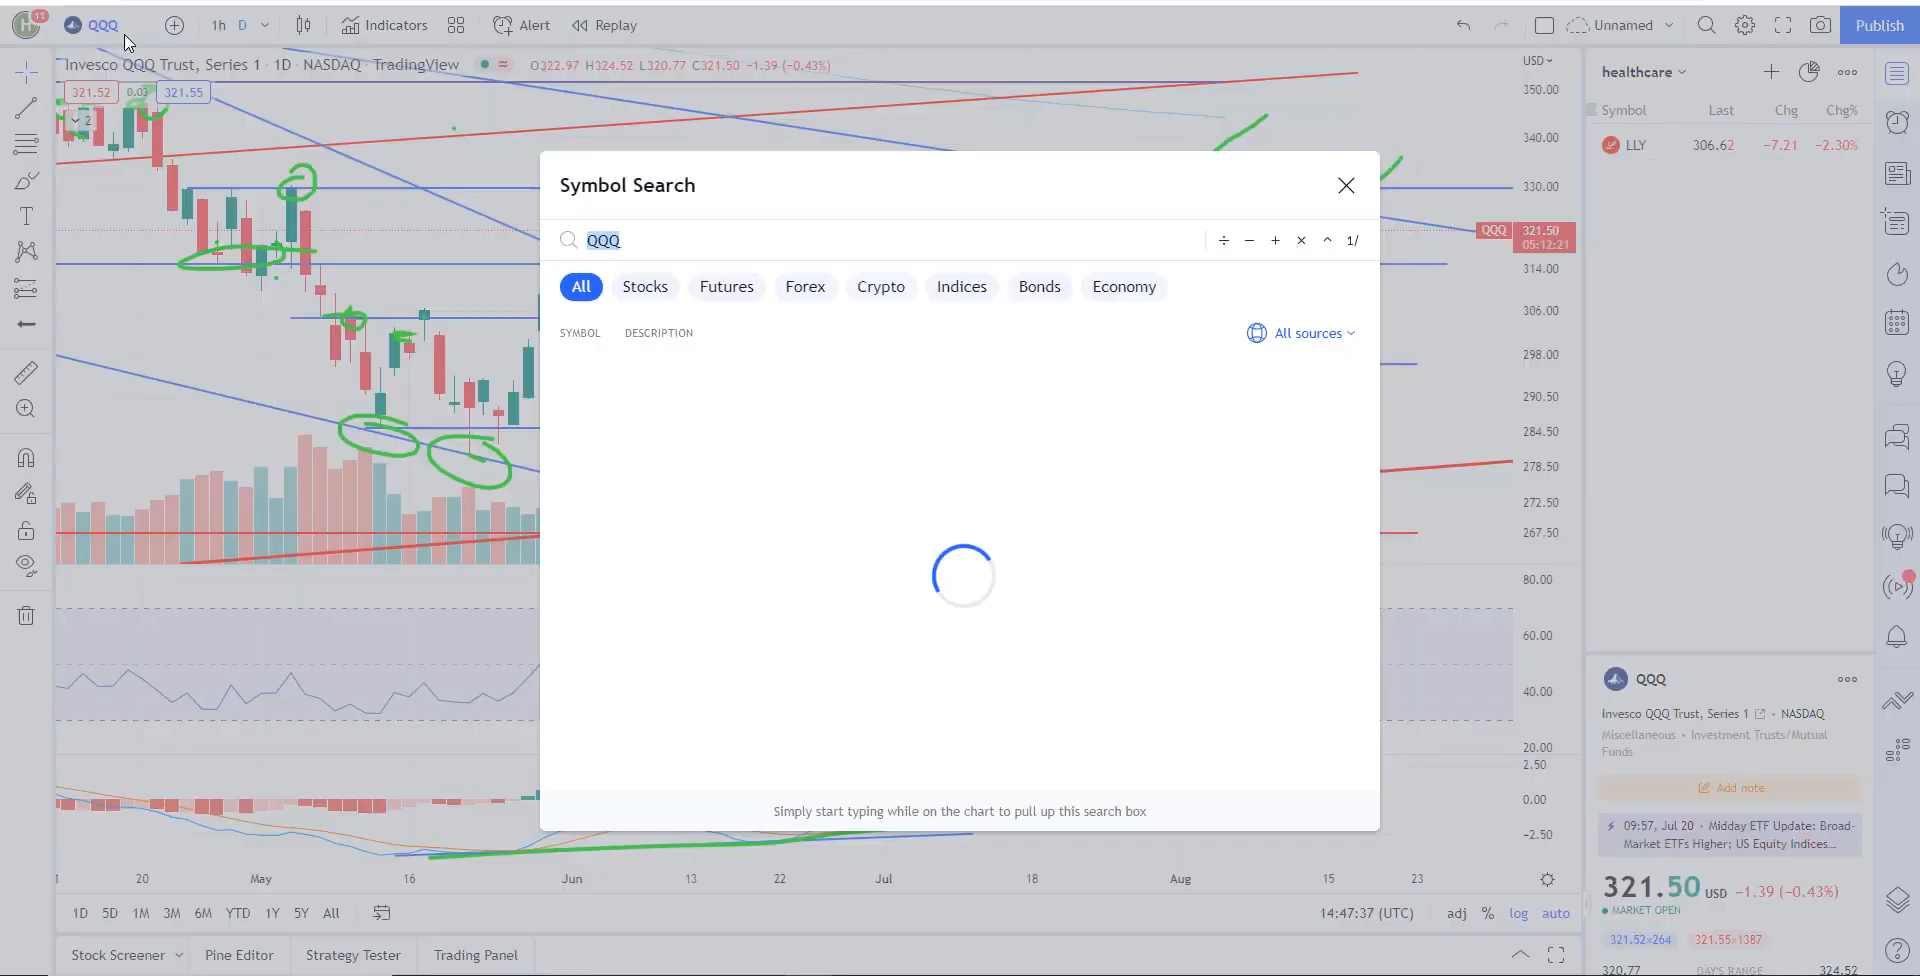 11
H
QQQ
1h D
Indicators
Alert
Replay
Unnamed
Publish
Invesco QQQ Trust, Series 1 · 1D · NASDAQ · TradingView
O322.97 H324.52 L320.77 C321.50 −1.39 (−0.43%)
321.52 0.03 321.55
2
USD
350.00
340.00
330.00
QQQ 321.50
05:12:21
314.00
306.00
298.00
290.50
284.50
278.50
272.50
267.50
80.00
60.00
40.00
20.00
2.50
0.00
−2.50
Symbol Search
QQQ
÷ − + × ^ 1/
All Stocks Futures Forex Crypto Indices Bonds Economy
SYMBOL DESCRIPTION
All sources
Simply start typing while on the chart to pull up this search box
20 May 16 Jun 13 22 Jul 18 Aug 15 23
1D 5D 1M 3M 6M YTD 1Y 5Y All
14:47:37 (UTC) adj % log auto
Stock Screener Pine Editor Strategy Tester Trading Panel
healthcare
Symbol Last Chg Chg%
LLY 306.62 −7.21 −2.30%
QQQ
Invesco QQQ Trust, Series 1 • NASDAQ
Miscellaneous • Investment Trusts/Mutual
Funds
Add note
09:57, Jul 20 • Midday ETF Update: Broad-
Market ETFs Higher; US Equity Indices...
321.50 USD −1.39 (−0.43%)
MARKET OPEN
321.52×264 321.55×1387
320.77 DAY'S RANGE 324.52